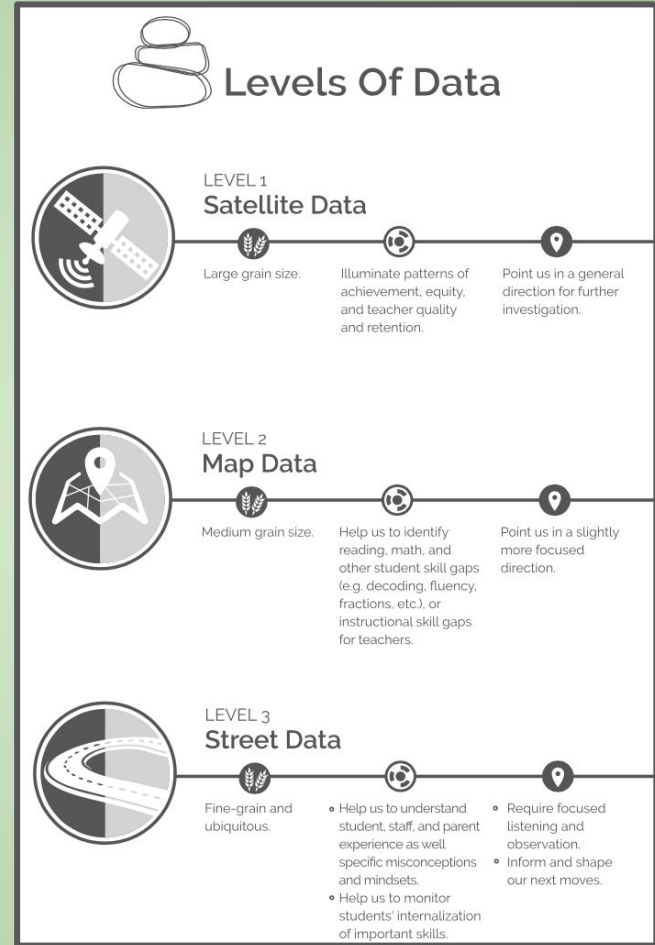 Levels Of Data
LEVEL 1
Satellite Data
Large grain size.
Illuminate patterns of
achievement, equity,
and teacher quality
and retention.
Point us in a general
direction for further
investigation.
LEVEL 2
Map Data
Medium grain size.
Help us to identify
reading, math, and
other student skill gaps
(e.g. decoding, fluency,
fractions, etc.), or
instructional skill gaps
for teachers.
Point us in a slightly
more focused
direction.
LEVEL 3
Street Data
Fine-grain and
ubiquitous.
Help us to understand
student, staff, and parent
experience as well
specific misconceptions
and mindsets.
Help us to monitor
students' internalization
of important skills.
Require focused
listening and
observation.
Inform and shape
our next moves.